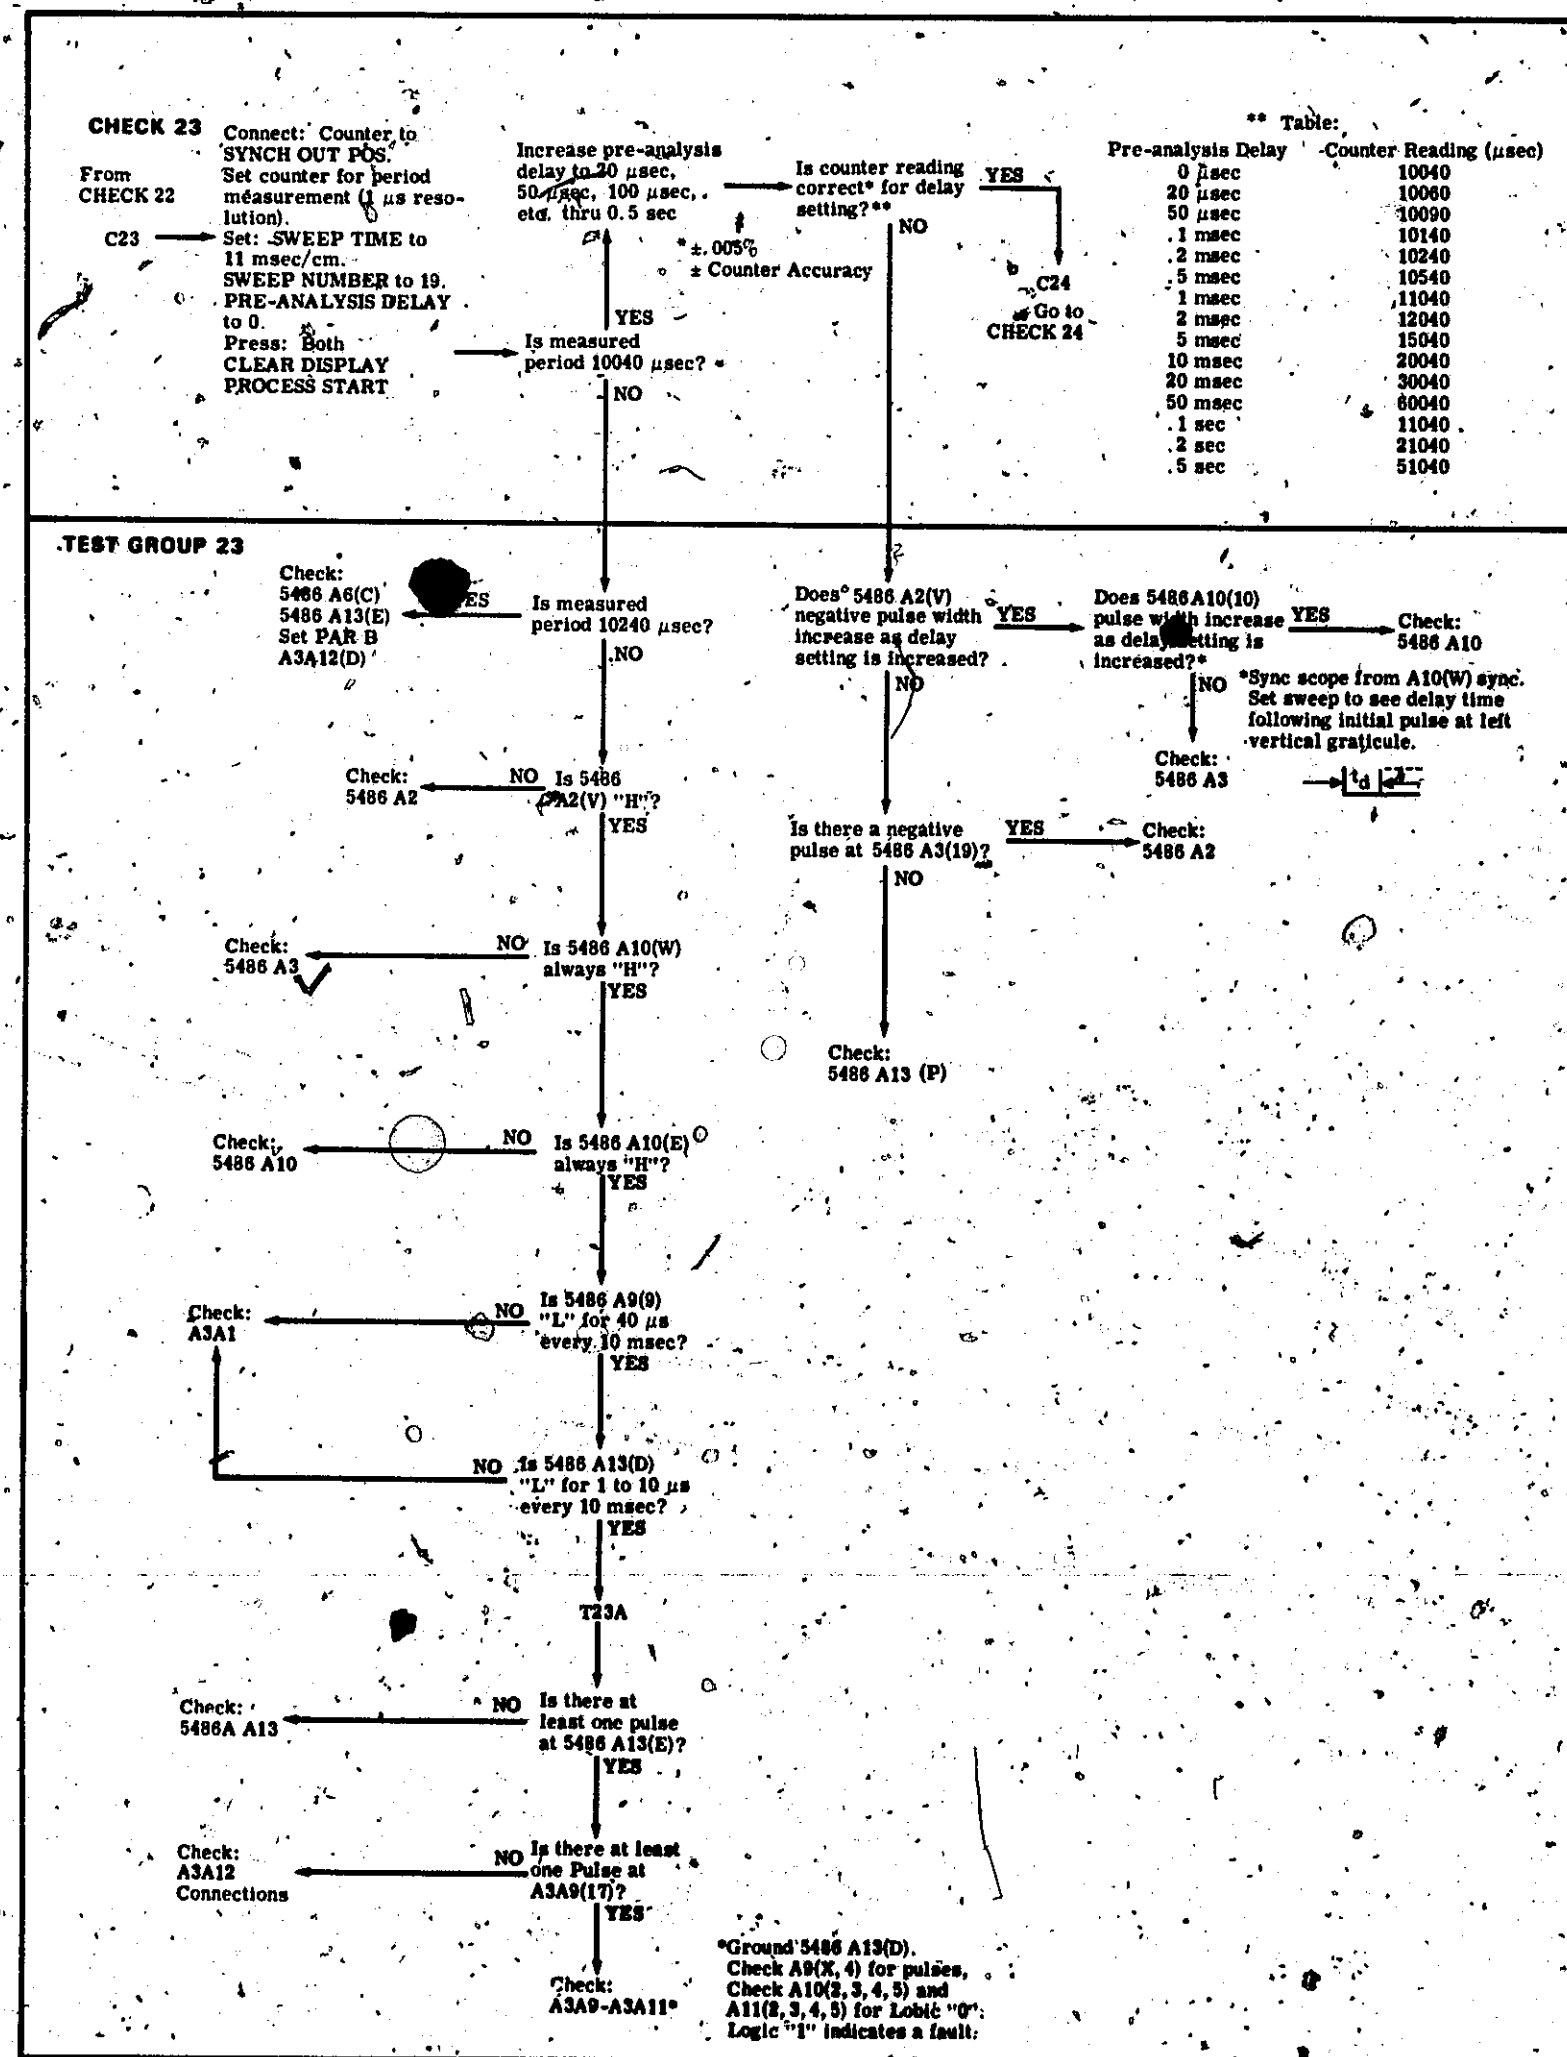 CHECK 23
From
CHECK 22
C23
Connect: Counter to
SYNCH OUT POS.
Set counter for period
measurement (1 μs reso-
lution).
Set: SWEEP TIME to
11 msec/cm.
SWEEP NUMBER to 19.
PRE-ANALYSIS DELAY
to 0.
Press: Both
CLEAR DISPLAY
PROCESS START
Increase pre-analysis
delay to 20 μsec,
50 μsec, 100 μsec,
etc. thru 0.5 sec
YES
Is measured
period 10040 μsec?
NO
Is counter reading
correct* for delay
setting?**
YES
NO
* ±.005%
± Counter Accuracy
C24
Go to
CHECK 24
** Table:
Pre-analysis Delay Counter Reading (μsec)
0 μsec 10040
20 μsec 10060
50 μsec 10090
.1 msec 10140
.2 msec 10240
.5 msec 10540
1 msec 11040
2 msec 12040
5 msec 15040
10 msec 20040
20 msec 30040
50 msec 60040
.1 sec 11040
.2 sec 21040
.5 sec 51040
TEST GROUP 23
Check:
5486 A6(C)
5486 A13(E)
Set PAR B
A3A12(D)
Is measured
period 10240 μsec?
NO
Does 5486 A2(V)
negative pulse width
increase as delay
setting is increased?
YES
NO
Does 5486 A10(10)
pulse width increase
as delay setting is
increased?*
YES
Check:
5486 A10
NO
*Sync scope from A10(W) sync.
Set sweep to see delay time
following initial pulse at left
vertical graticule.
Check:
5486 A3
td
Check:
5486 A2
NO
Is 5486
A2(V) "H"?
YES
Is there a negative
pulse at 5486 A3(19)?
YES
Check:
5486 A2
NO
Check:
5486 A3
NO
Is 5486 A10(W)
always "H"?
YES
Check:
5486 A13 (P)
Check:
5486 A10
NO
Is 5486 A10(E)
always "H"?
YES
Check:
A3A1
NO
Is 5486 A9(9)
"L" for 40 μs
every 10 msec?
YES
NO
Is 5486 A13(D)
"L" for 1 to 10 μs
every 10 msec?
YES
T23A
Check:
5486A A13
NO
Is there at
least one pulse
at 5486 A13(E)?
YES
Check:
A3A12
Connections
NO
Is there at least
one Pulse at
A3A9(17)?
YES
Check:
A3A9-A3A11*
*Ground 5486 A13(D).
Check A9(X, 4) for pulses,
Check A10(2, 3, 4, 5) and
A11(2, 3, 4, 5) for Lobic "0".
Logic "1" indicates a fault.